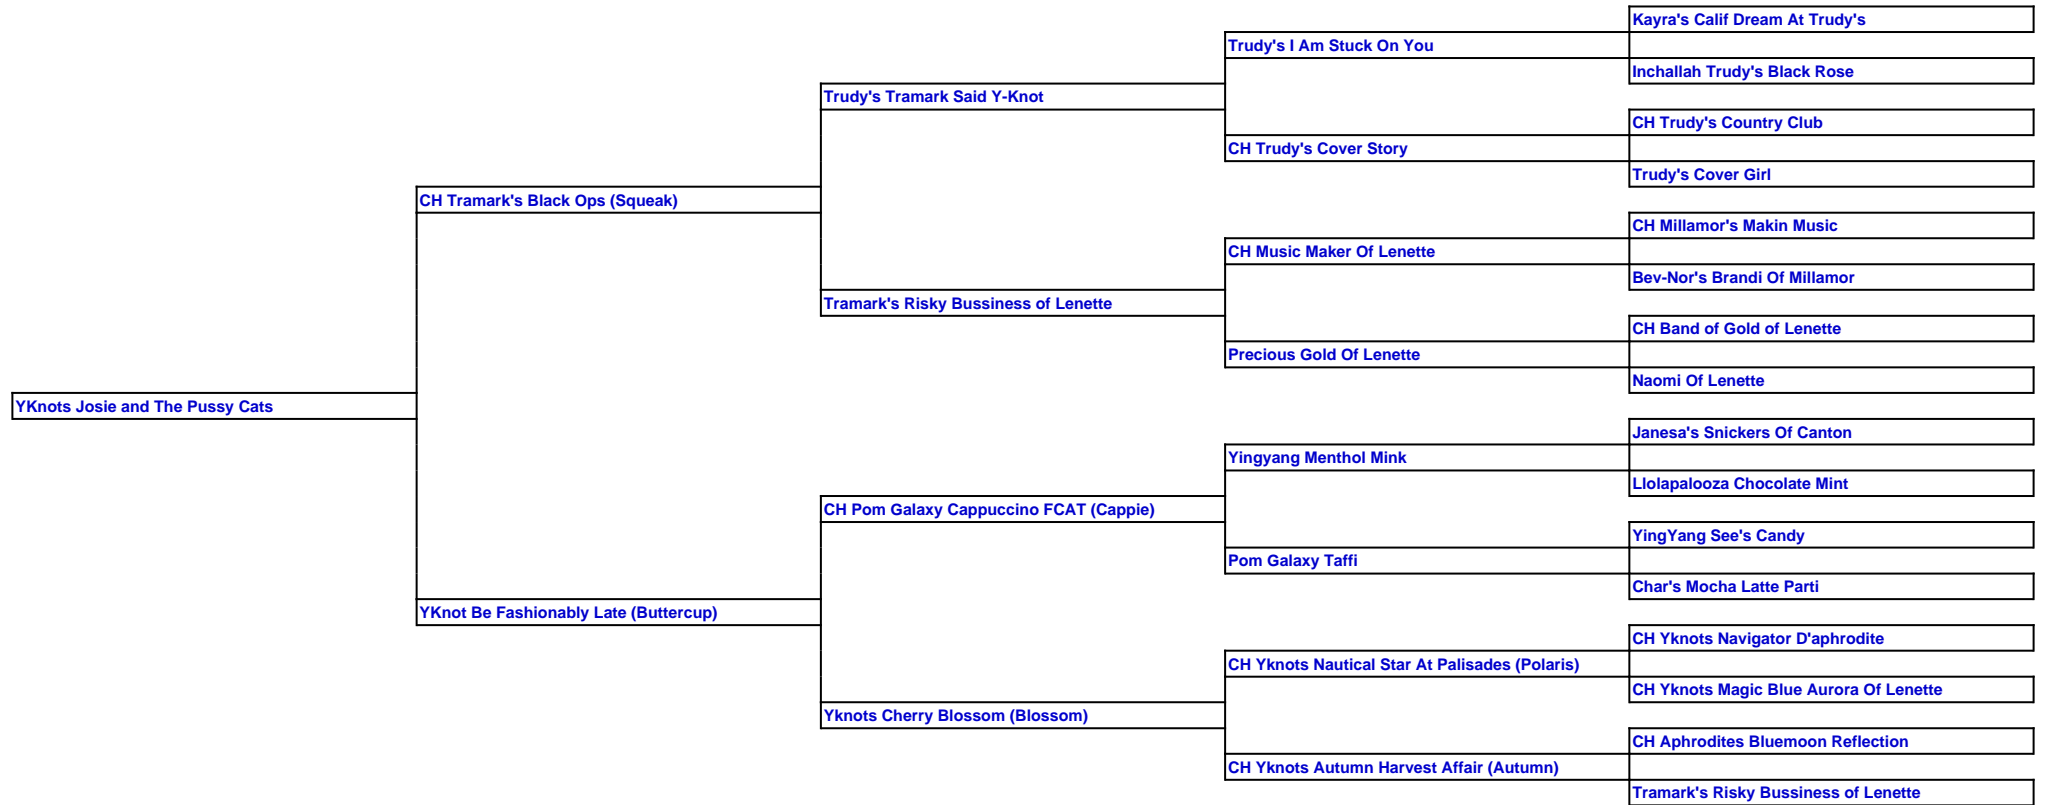 Kayra's Calif Dream At Trudy's
Trudy's I Am Stuck On You
Inchallah Trudy's Black Rose
Trudy's Tramark Said Y-Knot
CH Trudy's Country Club
CH Trudy's Cover Story
Trudy's Cover Girl
CH Tramark's Black Ops (Squeak)
CH Millamor's Makin Music
CH Music Maker Of Lenette
Bev-Nor's Brandi Of Millamor
Tramark's Risky Bussiness of Lenette
CH Band of Gold of Lenette
Precious Gold Of Lenette
Naomi Of Lenette
YKnots Josie and The Pussy Cats
Janesa's Snickers Of Canton
Yingyang Menthol Mink
Llolapalooza Chocolate Mint
CH Pom Galaxy Cappuccino FCAT (Cappie)
YingYang See's Candy
Pom Galaxy Taffi
Char's Mocha Latte Parti
YKnot Be Fashionably Late (Buttercup)
CH Yknots Navigator D'aphrodite
CH Yknots Nautical Star At Palisades (Polaris)
CH Yknots Magic Blue Aurora Of Lenette
Yknots Cherry Blossom (Blossom)
CH Aphrodites Bluemoon Reflection
CH Yknots Autumn Harvest Affair (Autumn)
Tramark's Risky Bussiness of Lenette